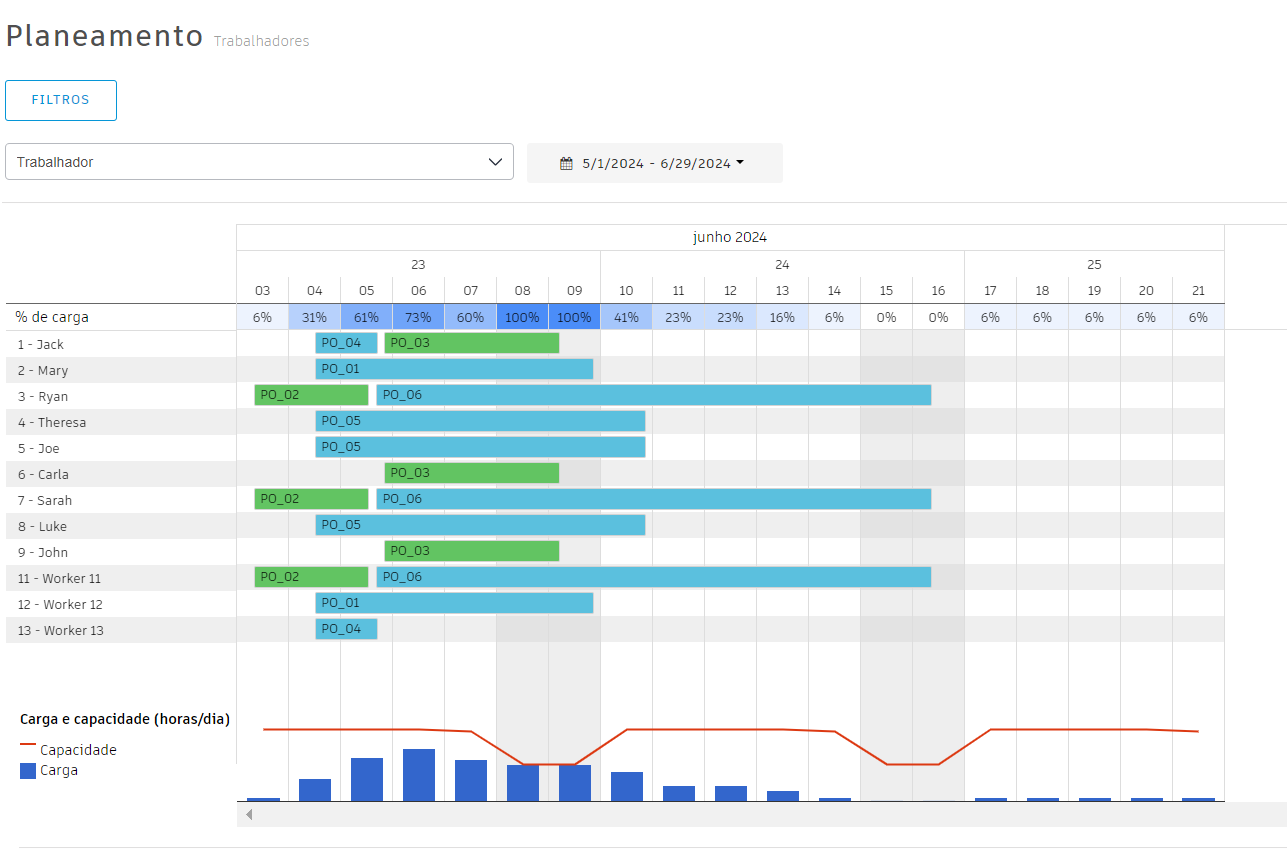 Planeamento Trabalhadores
FILTROS
Trabalhador 5/1/2024 - 6/29/2024
junho 2024
23 24 25
03 04 05 06 07 08 09 10 11 12 13 14 15 16 17 18 19 20 21
% de carga 6% 31% 61% 73% 60% 100% 100% 41% 23% 23% 16% 6% 0% 0% 6% 6% 6% 6% 6%
1 - Jack PO_04 PO_03
2 - Mary PO_01
3 - Ryan PO_02 PO_06
4 - Theresa PO_05
5 - Joe PO_05
6 - Carla PO_03
7 - Sarah PO_02 PO_06
8 - Luke PO_05
9 - John PO_03
11 - Worker 11 PO_02 PO_06
12 - Worker 12 PO_01
13 - Worker 13 PO_04
Carga e capacidade (horas/dia)
Capacidade
Carga